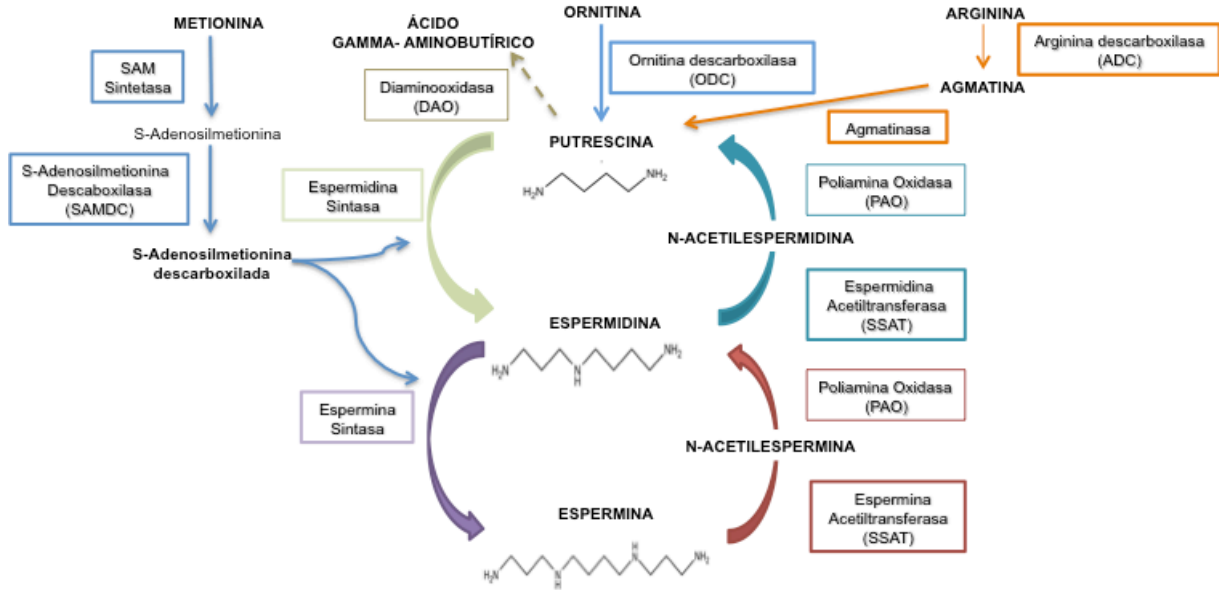 METIONINA
ÁCIDO
GAMMA- AMINOBUTÍRICO
ORNITINA
ARGININA
SAM
Sintetasa
Diaminooxidasa
(DAO)
Ornitina descarboxilasa
(ODC)
Arginina descarboxilasa
(ADC)
AGMATINA
S-Adenosilmetionina
PUTRESCINA
Agmatinasa
S-Adenosilmetionina
Descaboxilasa
(SAMDC)
Espermidina
Sintasa
H₂N
NH₂
Poliamina Oxidasa
(PAO)
N-ACETILESPERMIDINA
S-Adenosilmetionina
descarboxilada
Espermidina
Acetiltransferasa
(SSAT)
ESPERMIDINA
H₂N
N
H
NH₂
Poliamina Oxidasa
(PAO)
Espermina
Sintasa
N-ACETILESPERMINA
ESPERMINA
Espermina
Acetiltransferasa
(SSAT)
H₂N
N
H
H
N
NH₂